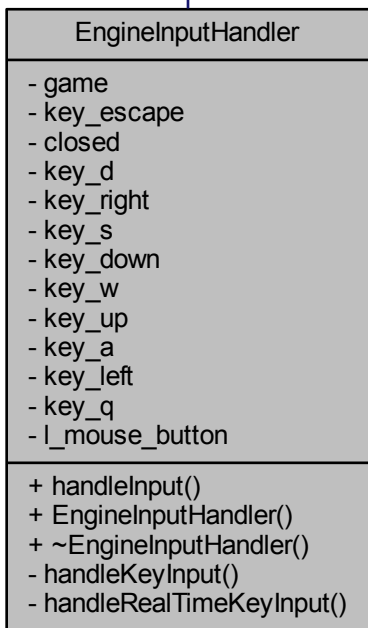 EngineInputHandler
- game
- key_escape
- closed
- key_d
- key_right
- key_s
- key_down
- key_w
- key_up
- key_a
- key_left
- key_q
- l_mouse_button
+ handleInput()
+ EngineInputHandler()
+ ~EngineInputHandler()
- handleKeyInput()
- handleRealTimeKeyInput()